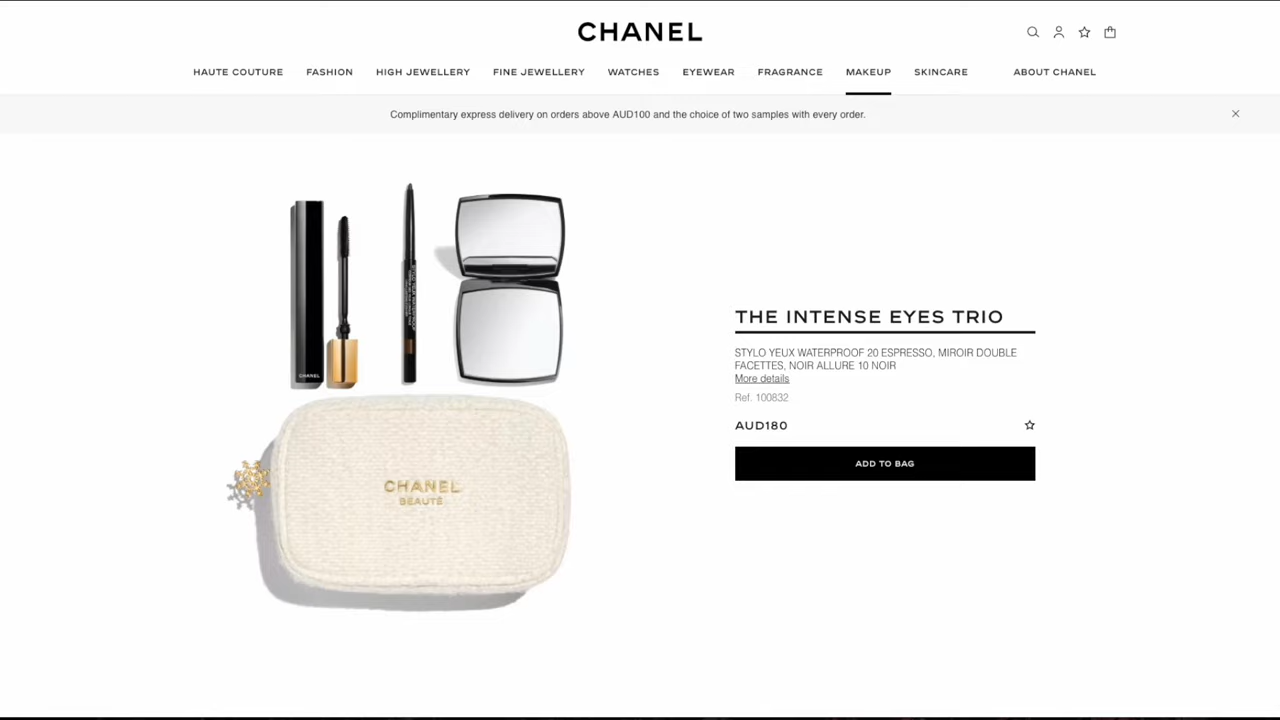 CHANEL
HAUTE COUTURE FASHION HIGH JEWELLERY FINE JEWELLERY WATCHES EYEWEAR FRAGRANCE MAKEUP SKINCARE ABOUT CHANEL
Complimentary express delivery on orders above AUD100 and the choice of two samples with every order.
CHANEL
CHANEL
BEAUTÉ
THE INTENSE EYES TRIO
STYLO YEUX WATERPROOF 20 ESPRESSO, MIROIR DOUBLE
FACETTES, NOIR ALLURE 10 NOIR
More details
Ref. 100832
AUD180
ADD TO BAG